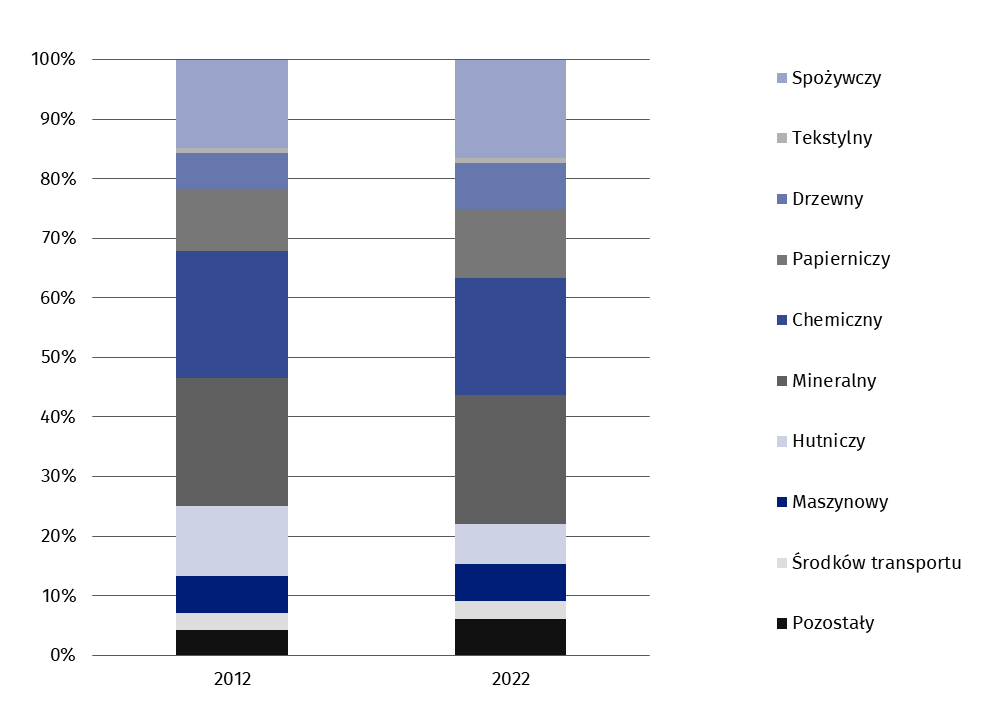 100%
90%
80%
70%
60%
50%
40%
30%
20%
10%
0%
2012
2022
Spożywczy
Tekstylny
Drzewny
Papierniczy
Chemiczny
Mineralny
Hutniczy
Maszynowy
Środków transportu
Pozostały